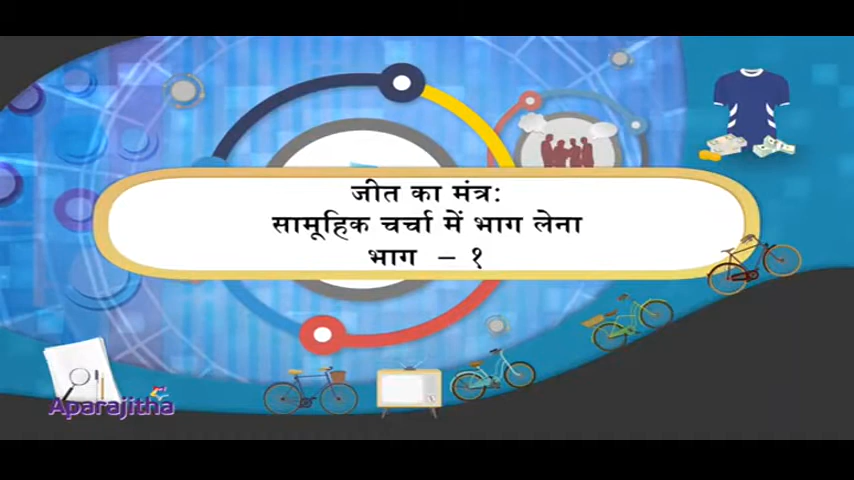 जीत का मंत्र:
सामूहिक चर्चा में भाग लेना
भाग – १
Aparajitha